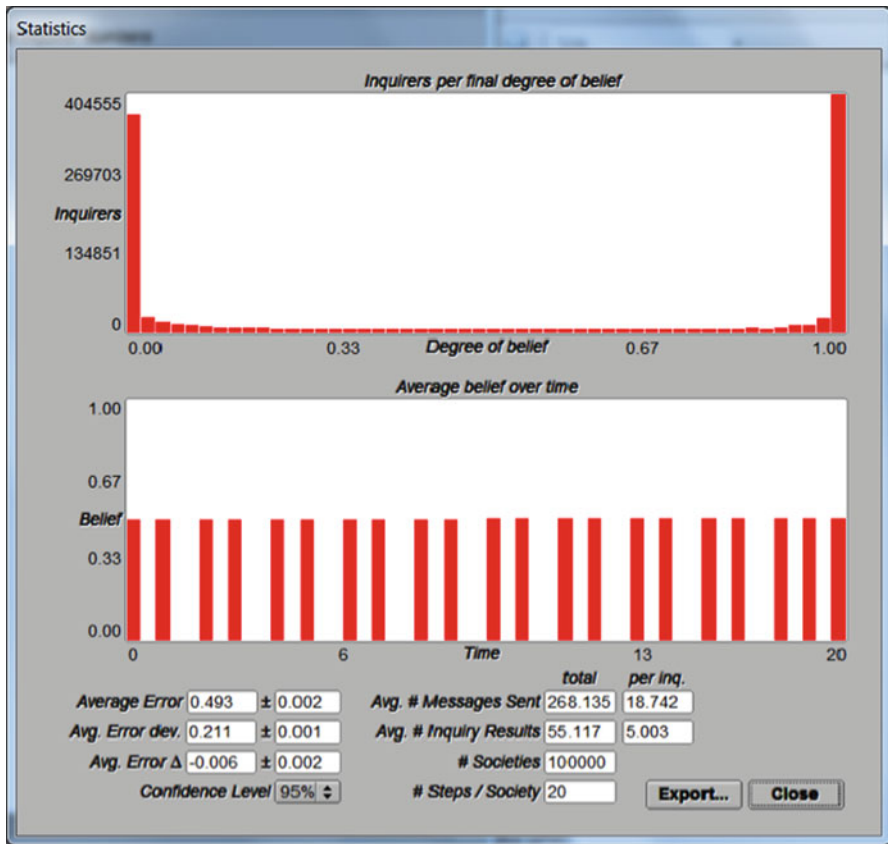 Statistics
Inquirers per final degree of belief
404555
269703
Inquirers
134851
0
0.00 0.33 Degree of belief 0.67 1.00
Average belief over time
1.00
0.67
Belief
0.33
0.00
0 6 Time 13 20
total per inq.
Average Error 0.493 ± 0.002 Avg. # Messages Sent 268.135 18.742
Avg. Error dev. 0.211 ± 0.001 Avg. # Inquiry Results 55.117 5.003
Avg. Error Δ -0.006 ± 0.002 # Societies 100000
Confidence Level 95% # Steps / Society 20 Export... Close